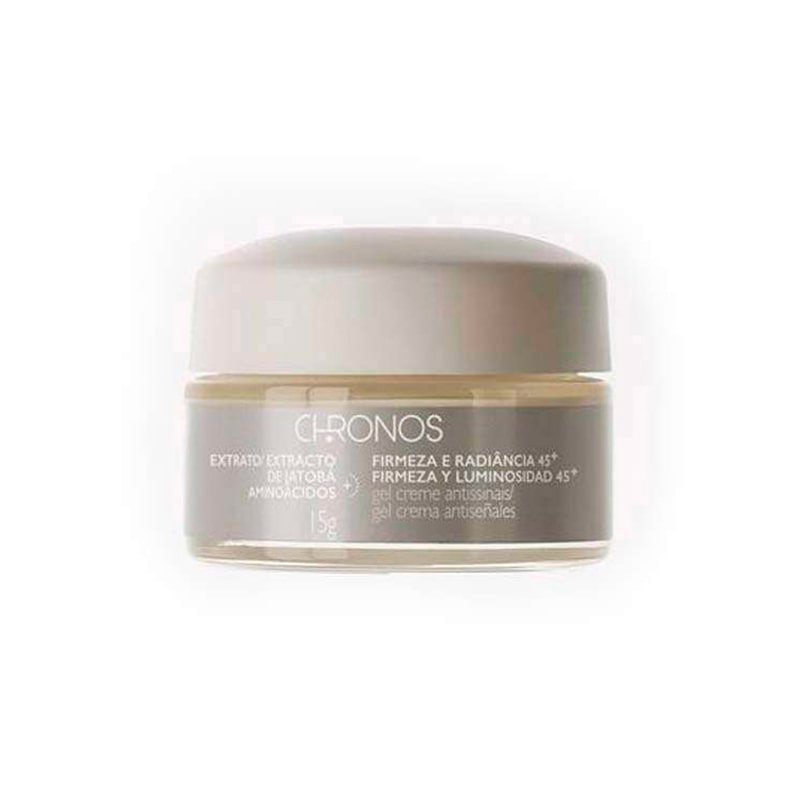 CHRONOS
EXTRATO/ EXTRACTO
DE JATOBÁ
AMINOÁCIDOS
15g
FIRMEZA E RADIÂNCIA 45+
FIRMEZA Y LUMINOSIDAD 45+
gel creme antissinais/
gel crema antiseñales